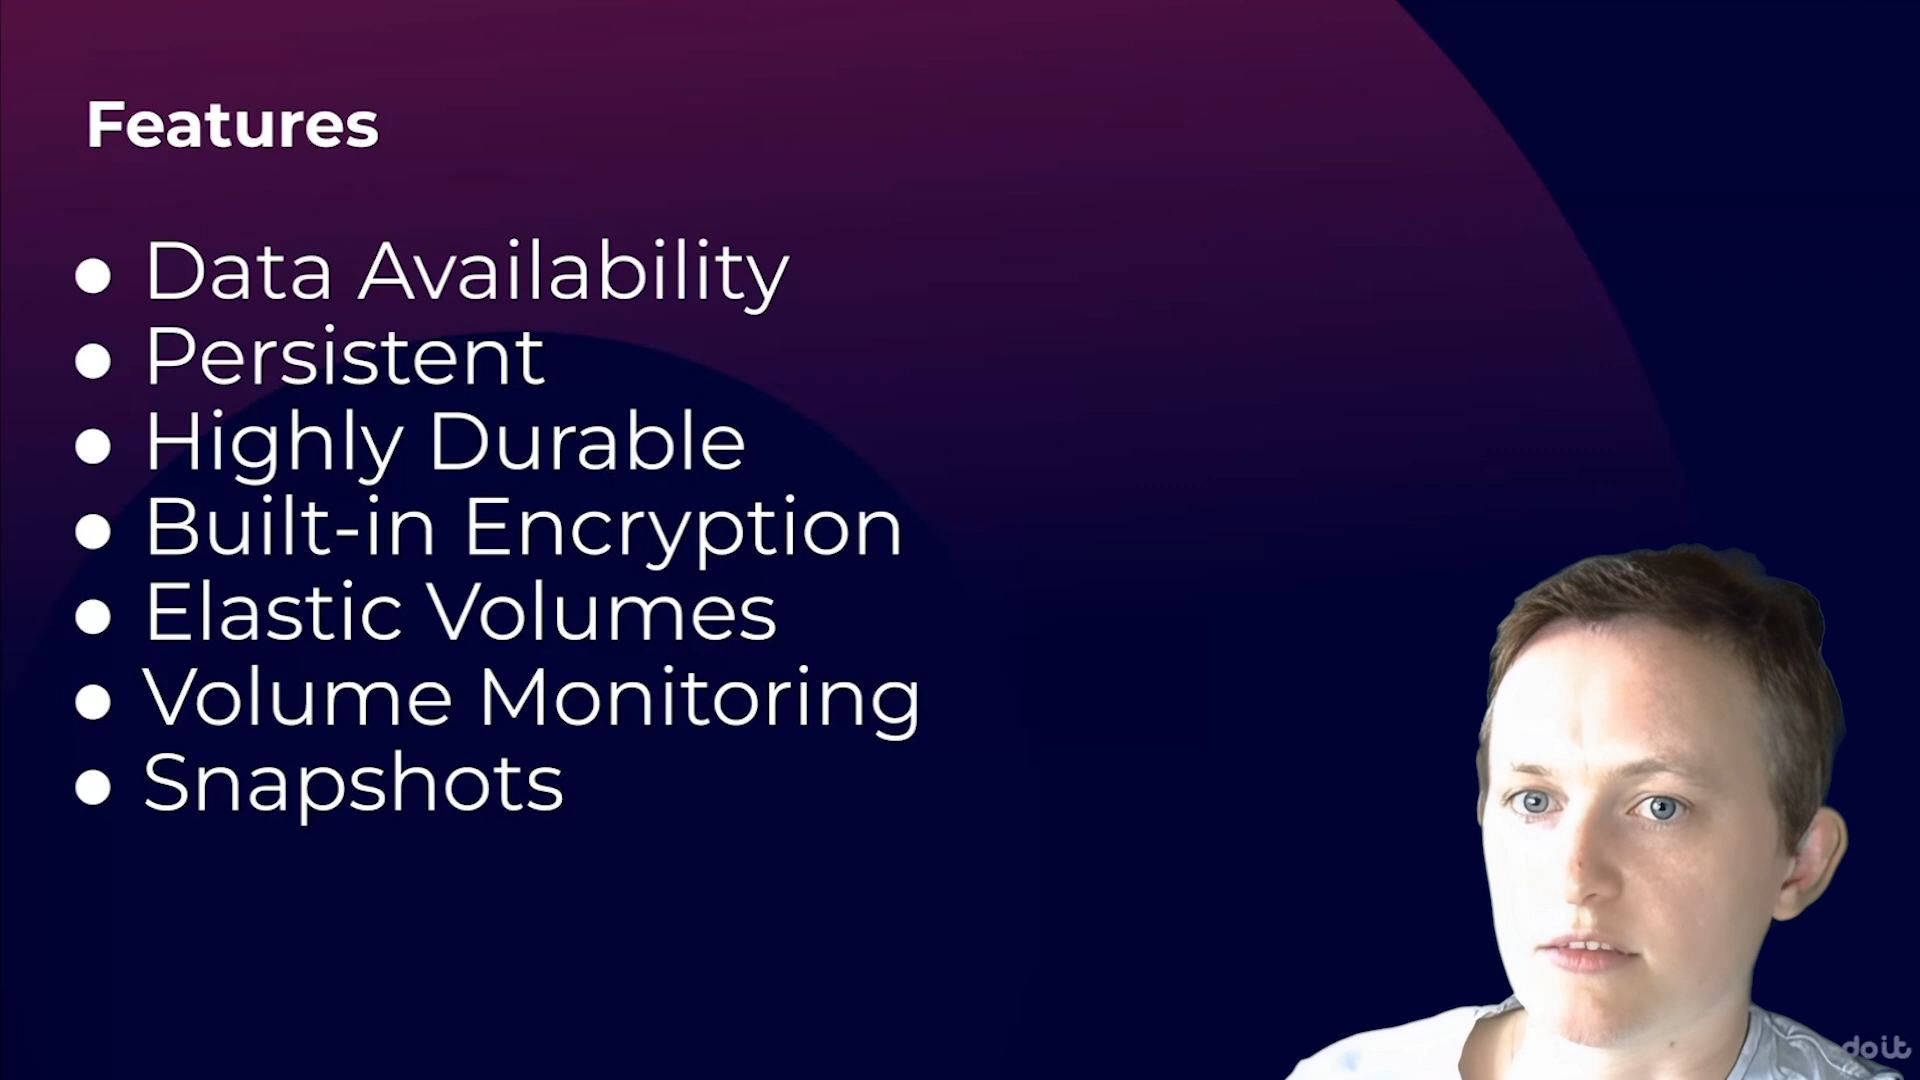 Features
● Data Availability
● Persistent
● Highly Durable
● Built-in Encryption
● Elastic Volumes
● Volume Monitoring
● Snapshots
doit